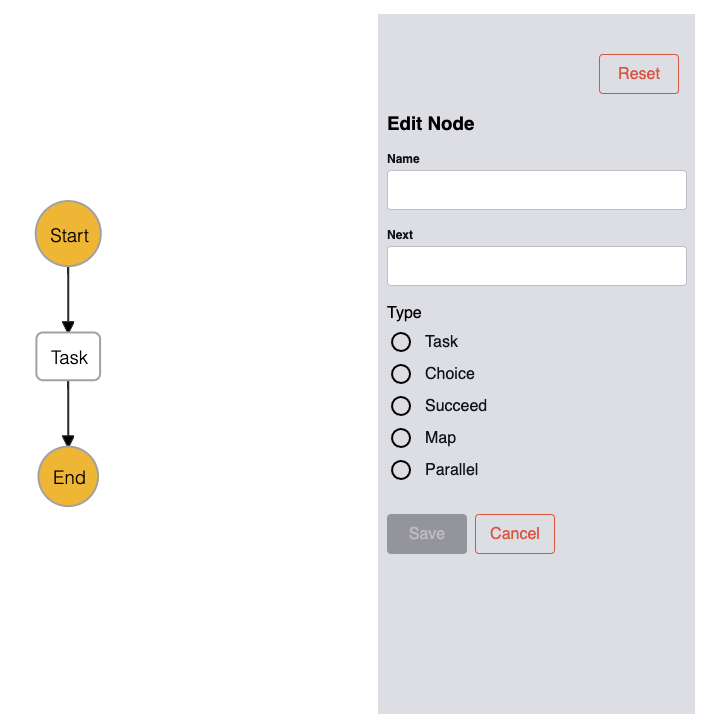 Start
Task
End
Reset
Edit Node
Name
Next
Type
Task
Choice
Succeed
Map
Parallel
Save
Cancel